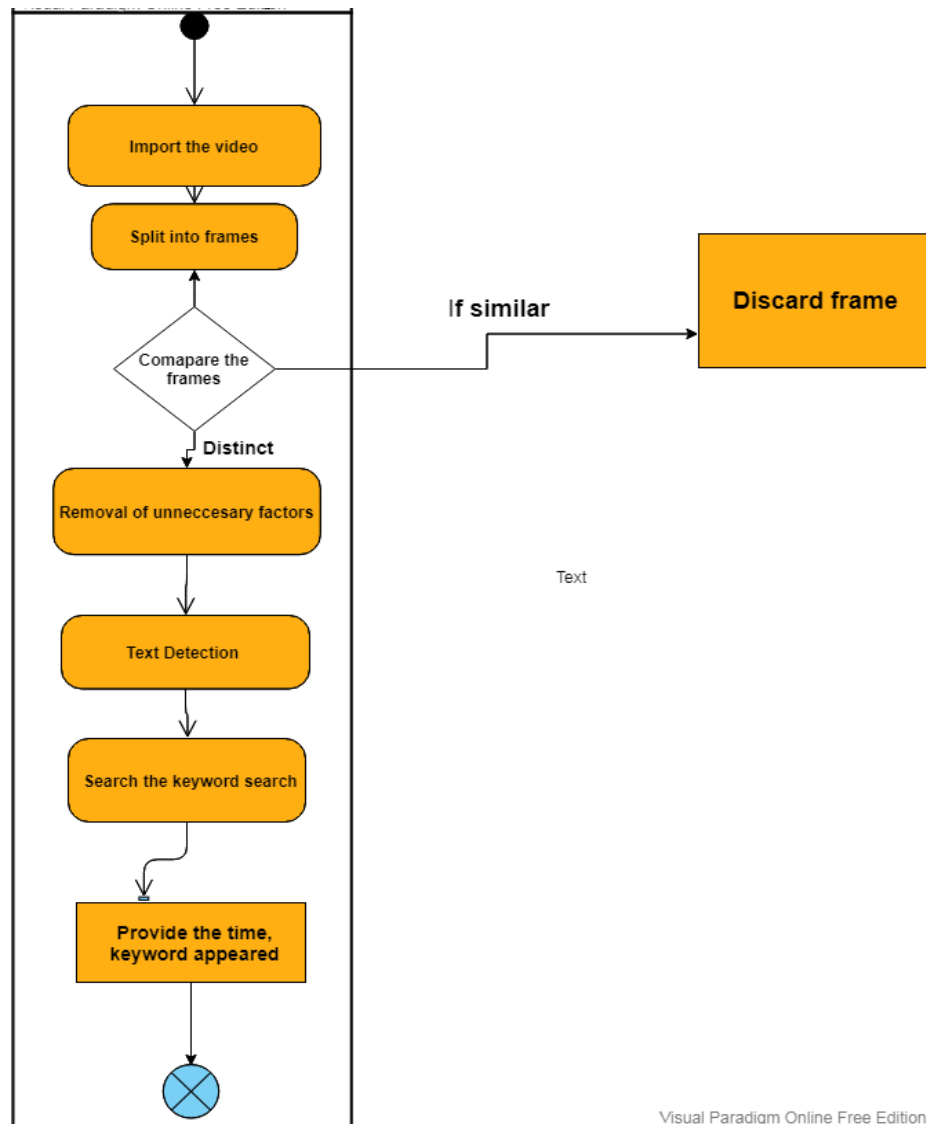 Import the video
Split into frames
If similar
Discard frame
Comapare the
frames
Distinct
Removal of unneccesary factors
Text
Text Detection
Search the keyword search
Provide the time,
keyword appeared
Visual Paradigm Online Free Edition